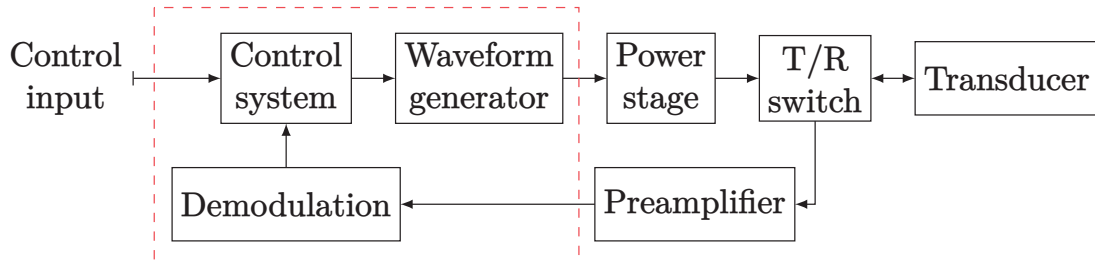 Control
input
Control
system
Waveform
generator
Power
stage
T/R
switch
Transducer
Demodulation
Preamplifier